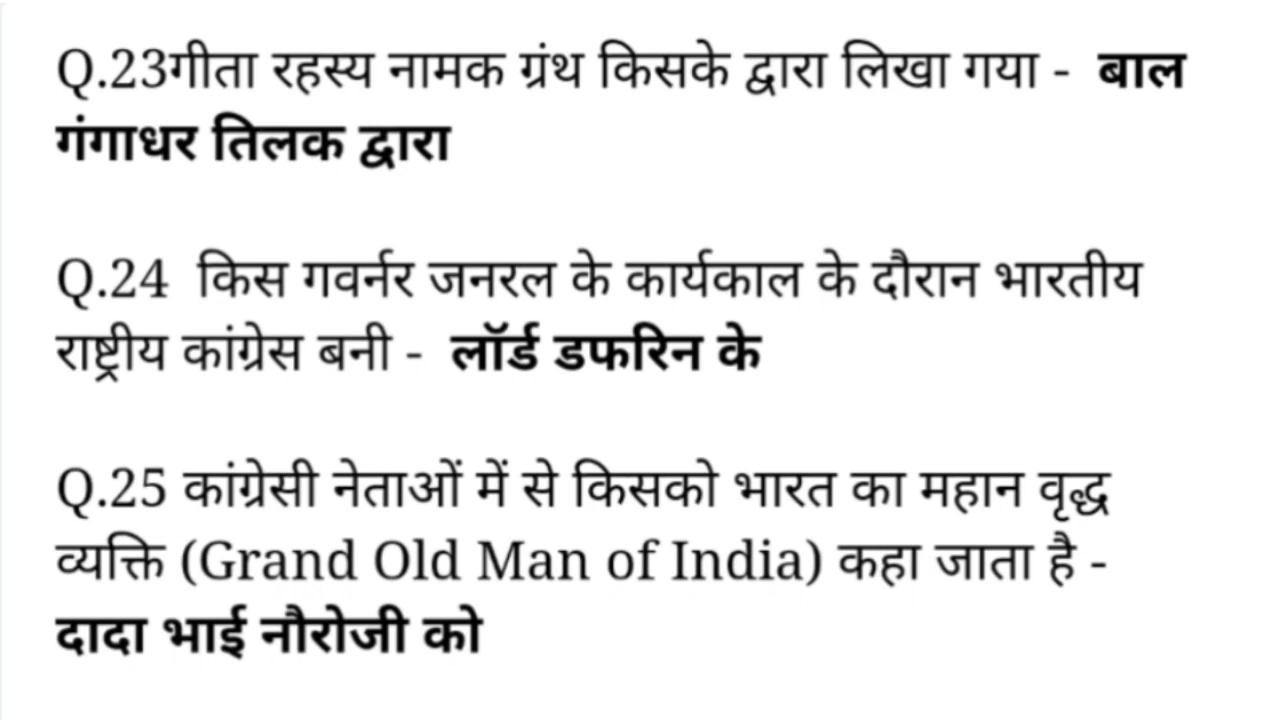 Q.23गीता रहस्य नामक ग्रंथ किसके द्वारा लिखा गया - बाल
गंगाधर तिलक द्वारा
Q.24 किस गवर्नर जनरल के कार्यकाल के दौरान भारतीय
राष्ट्रीय कांग्रेस बनी - लॉर्ड डफरिन के
Q.25 कांग्रेसी नेताओं में से किसको भारत का महान वृद्ध
व्यक्ति (Grand Old Man of India) कहा जाता है -
दादा भाई नौरोजी को